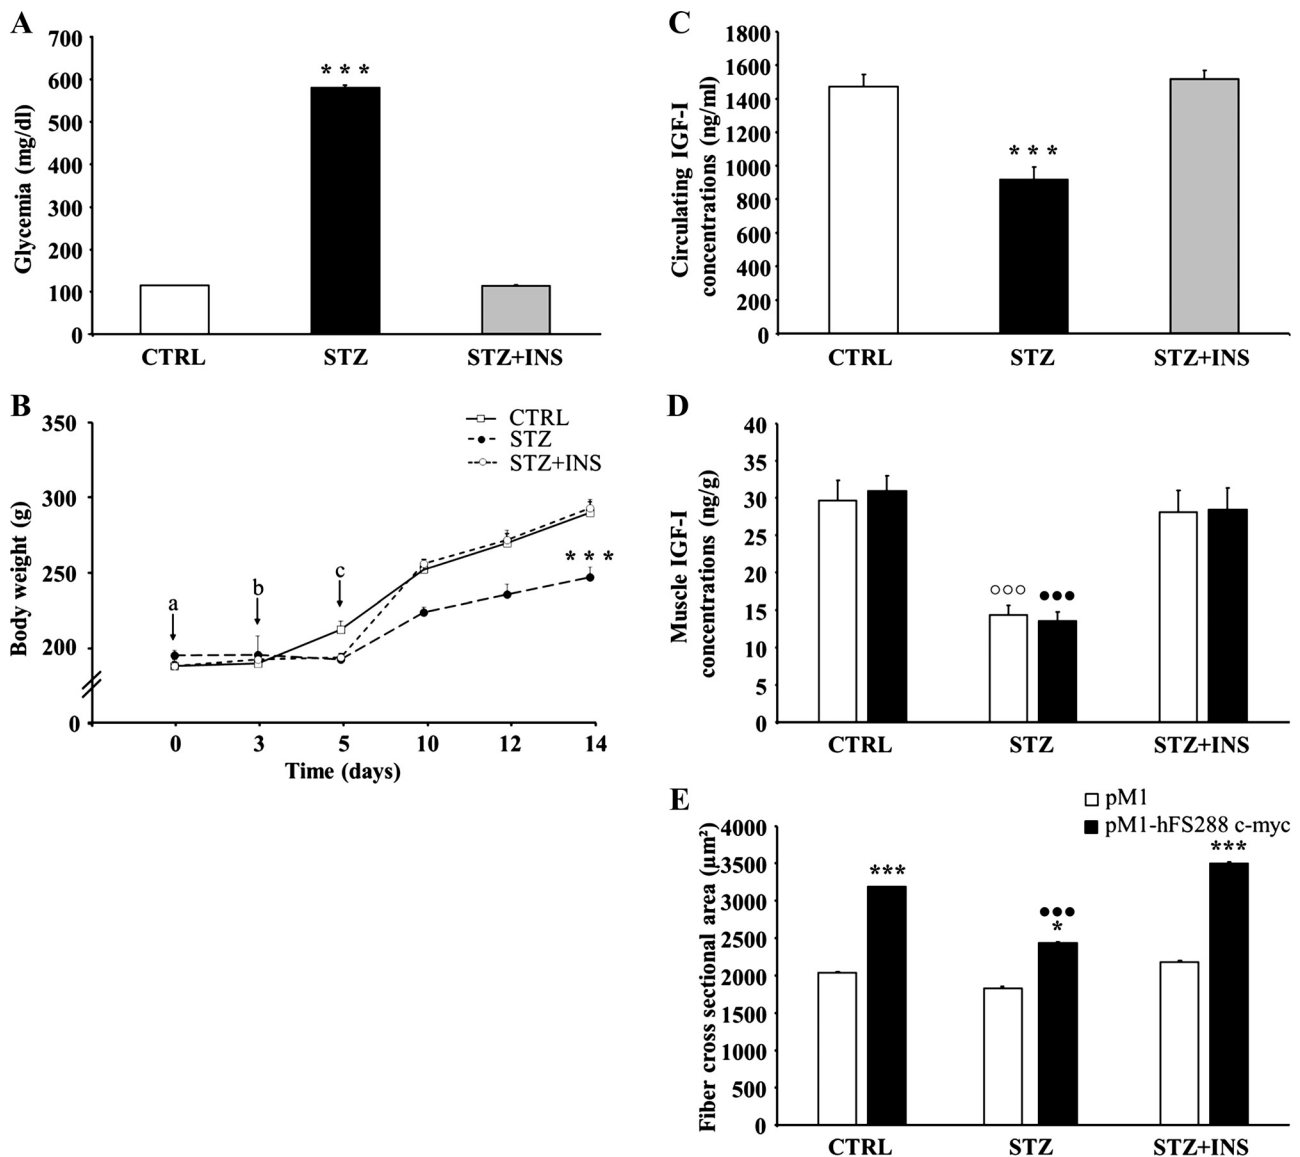 A
700
600
500
400
300
200
100
0
Glycemia (mg/dl)
* * *
CTRL
STZ
STZ+INS
B
350
300
250
200
0
Body weight (g)
CTRL
STZ
STZ+INS
a
b
c
* * *
0
3
5
10
12
14
Time (days)
C
1800
1600
1400
1200
1000
800
600
400
200
0
Circulating IGF-I
concentrations (ng/ml)
* * *
CTRL
STZ
STZ+INS
D
40
35
30
25
20
15
10
5
0
Muscle IGF-I
concentrations (ng/g)
○○○
●●●
CTRL
STZ
STZ+INS
E
pM1
pM1-hFS288 c-myc
4000
3500
3000
2500
2000
1500
1000
500
0
Fiber cross sectional area (µm²)
***
●●●
*
***
CTRL
STZ
STZ+INS